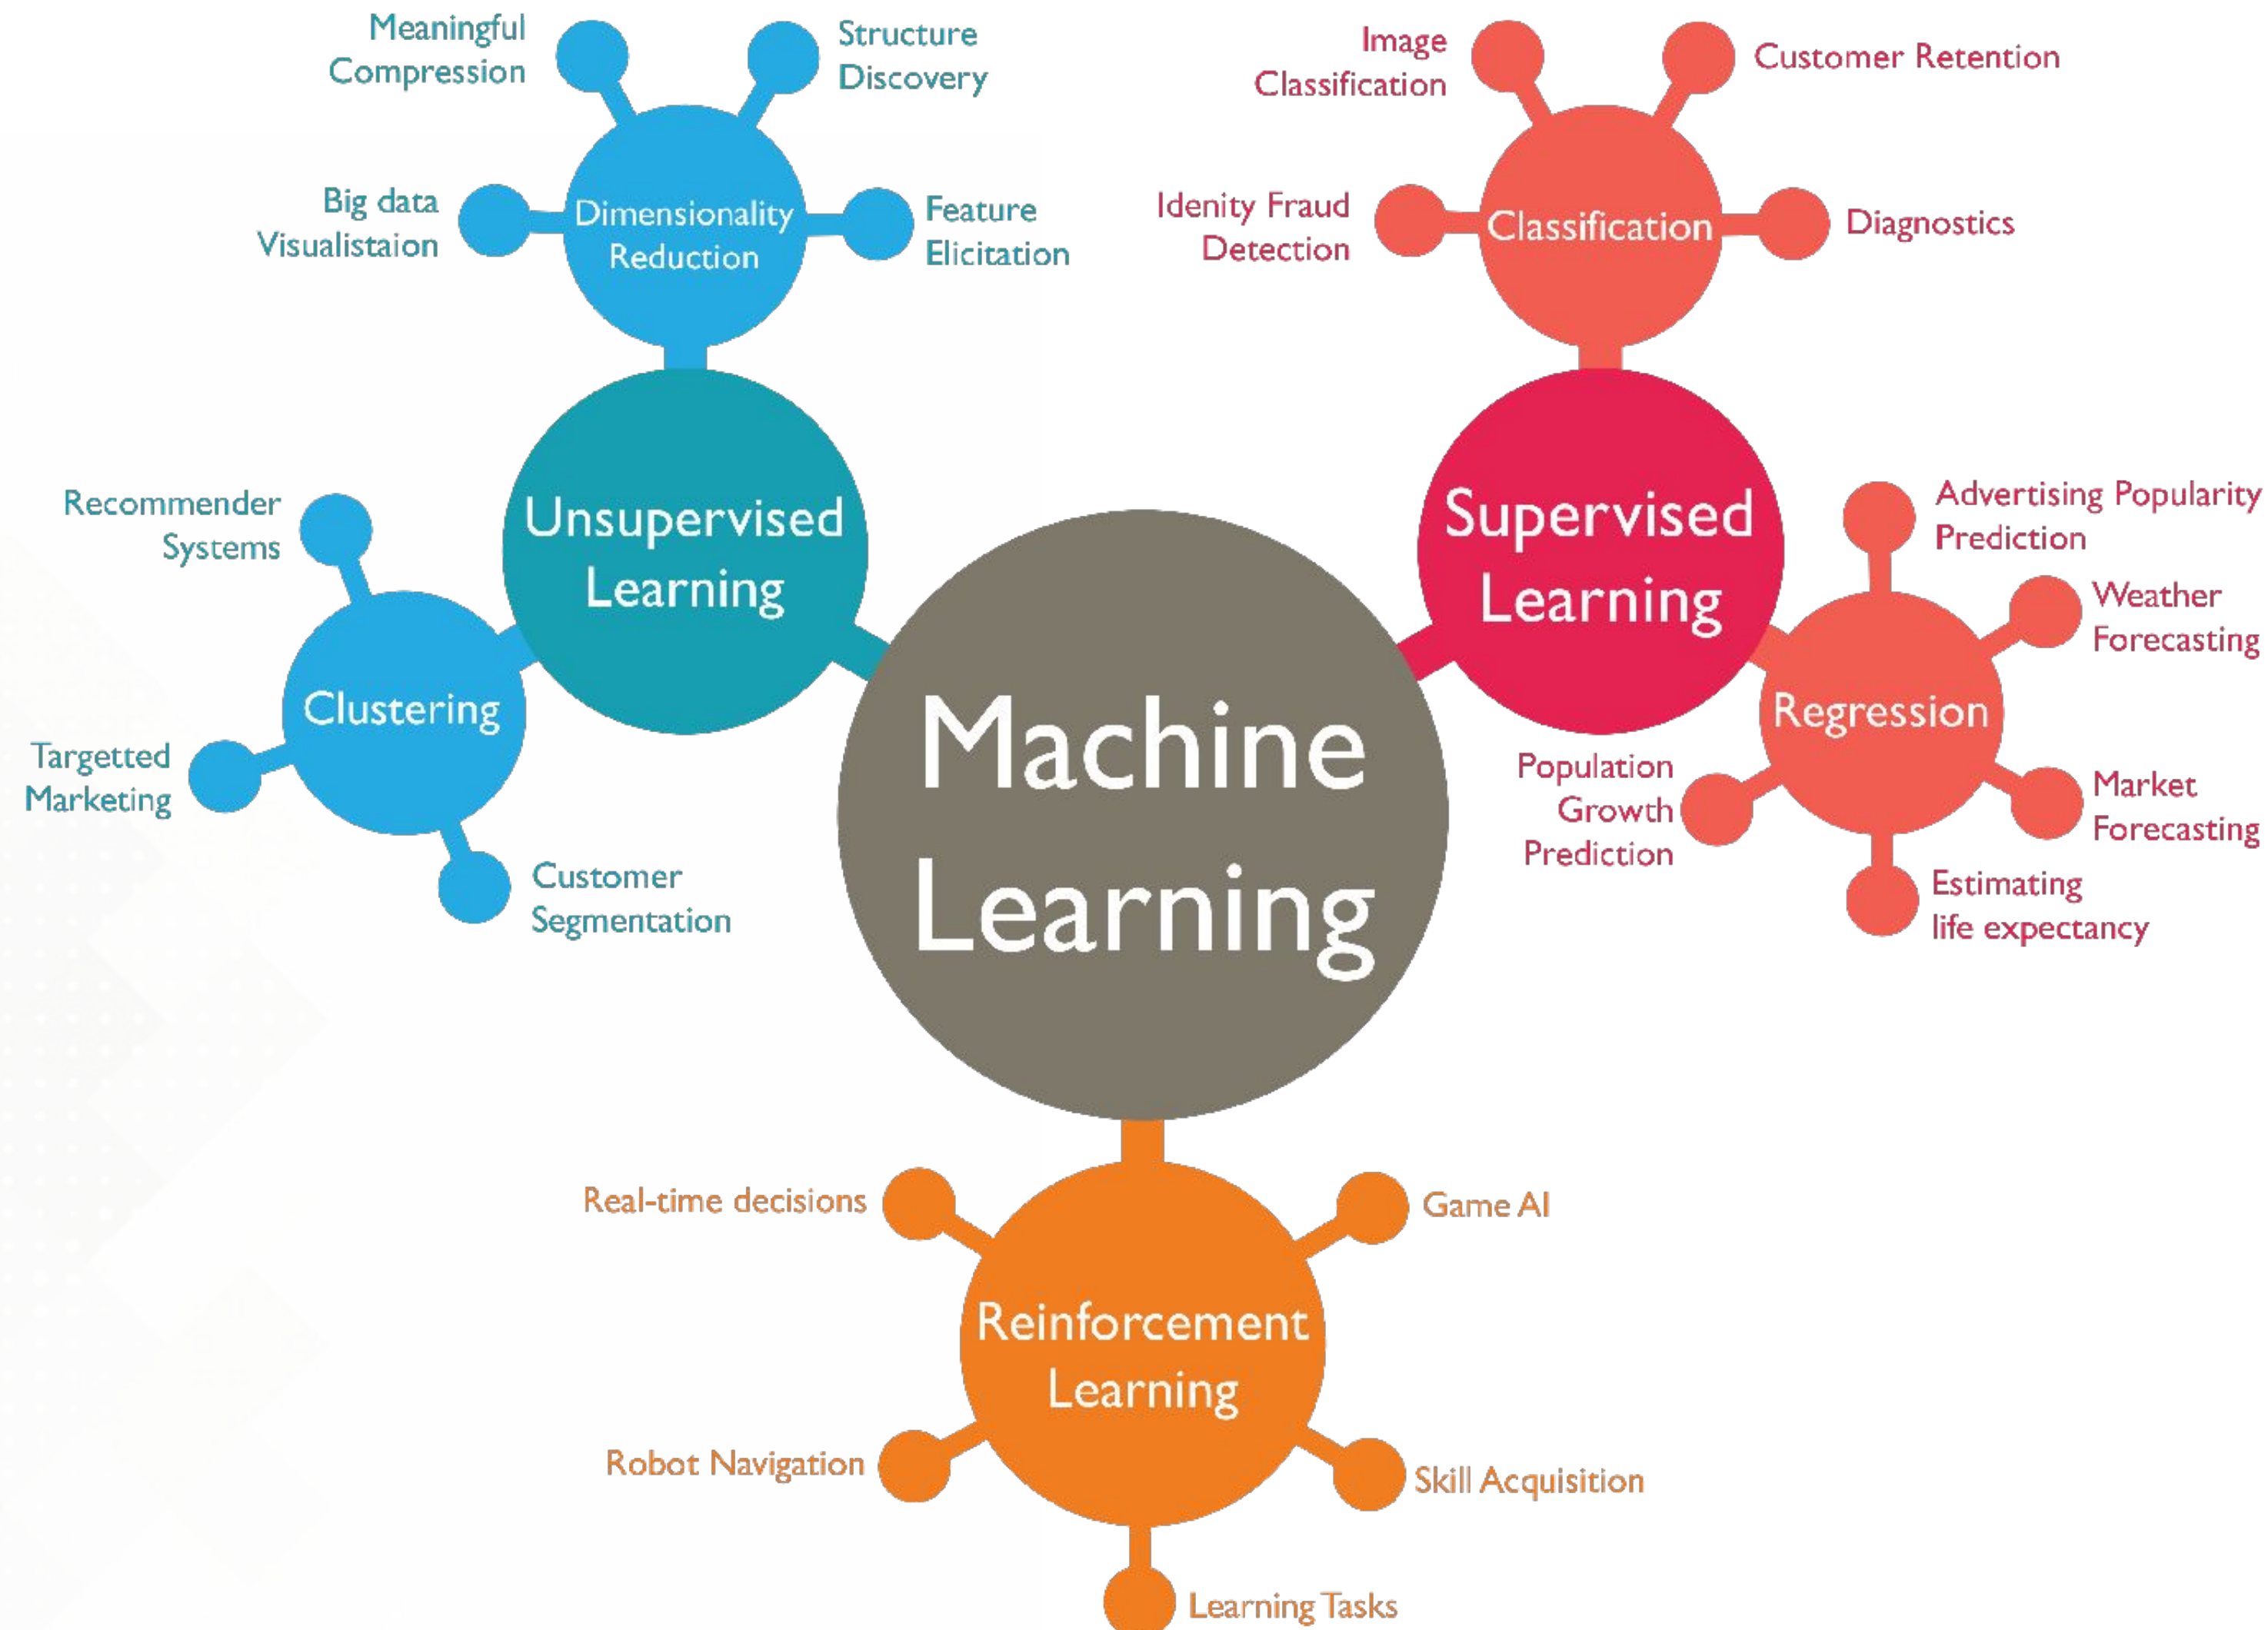 Meaningful
Compression
Structure
Discovery
Big data
Visualistaion
Dimensionality
Reduction
Feature
Elicitation
Image
Classification
Customer Retention
Idenity Fraud
Detection
Classification
Diagnostics
Unsupervised
Learning
Recommender
Systems
Clustering
Targetted
Marketing
Customer
Segmentation
Machine
Learning
Supervised
Learning
Advertising Popularity
Prediction
Weather
Forecasting
Regression
Population
Growth
Prediction
Market
Forecasting
Estimating
life expectancy
Real-time decisions
Game AI
Reinforcement
Learning
Robot Navigation
Skill Acquisition
Learning Tasks